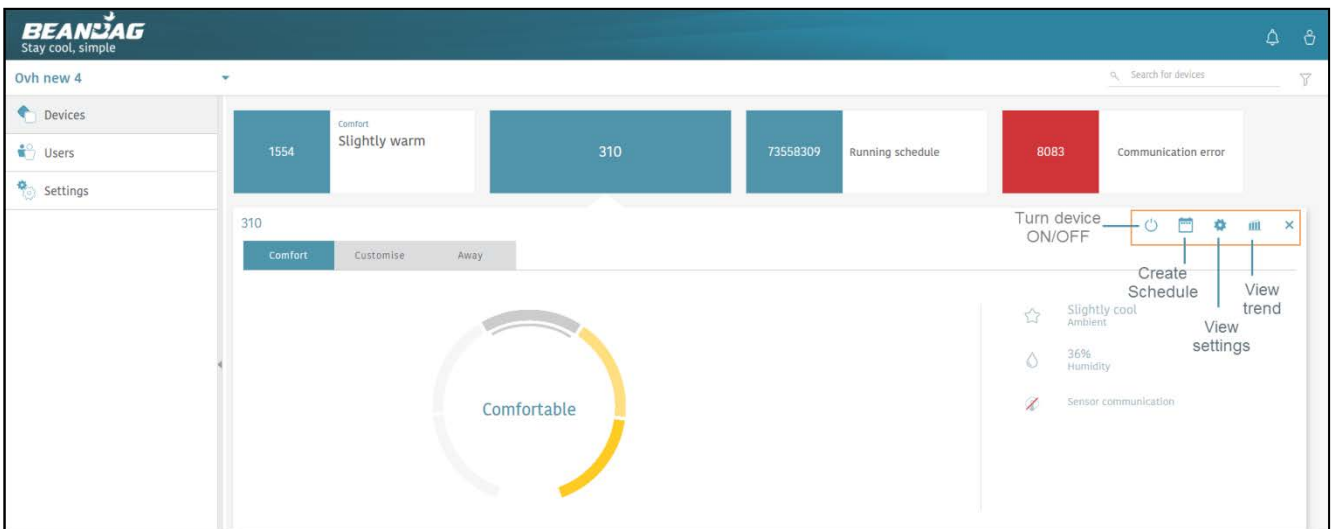 BEANBAG
Stay cool, simple
Ovh new 4
Search for devices
Devices
Users
Settings
1554
Comfort
Slightly warm
310
73558309
Running schedule
8083
Communication error
310
Turn device
ON/OFF
Create
Schedule
View
settings
View
trend
Comfort
Customise
Away
Comfortable
Slightly cool
Ambient
36%
Humidity
Sensor communication